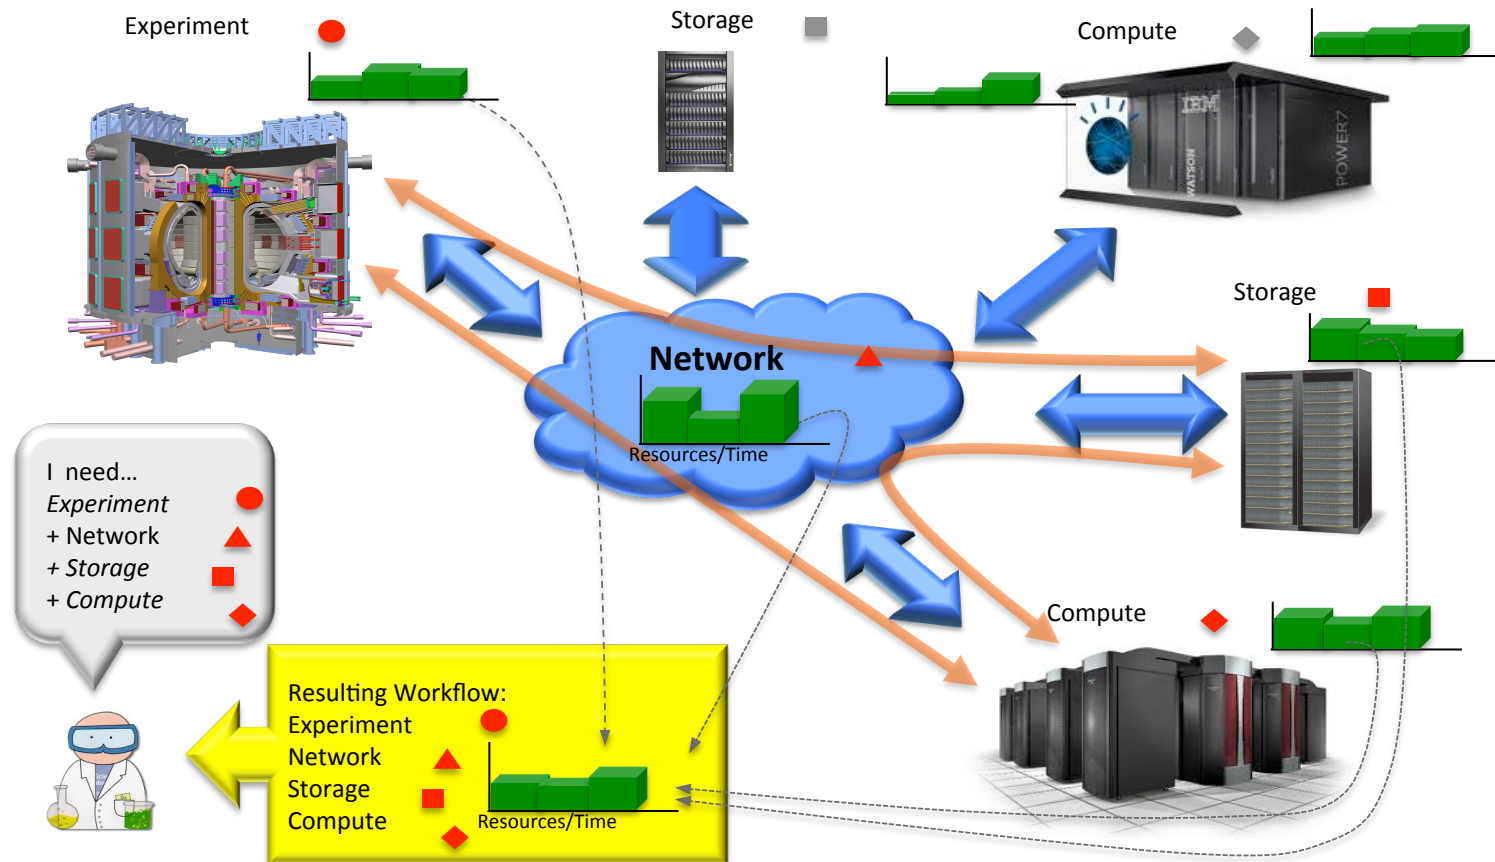 Experiment
Storage
Compute
IBM
WATSON
POWER7
Storage
Network
Resources/Time
I need...
Experiment
+ Network
+ Storage
+ Compute
Compute
Resulting Workflow:
Experiment
Network
Storage
Compute
Resources/Time